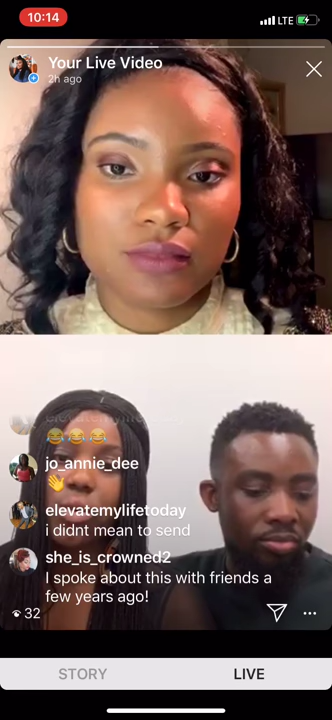 10:14
LTE
Your Live Video
2h ago
elevatemylifetoday
😂😂😂
jo_annie_dee
👋
elevatemylifetoday
i didnt mean to send
she_is_crowned2
I spoke about this with friends a
few years ago!
32
STORY
LIVE